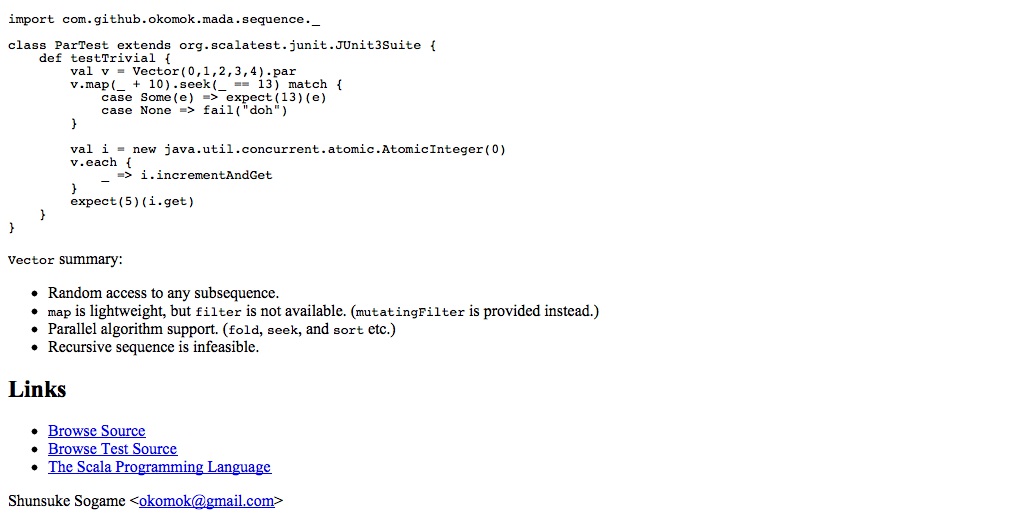 import com.github.okomok.mada.sequence._
class ParTest extends org.scalatest.junit.JUnit3Suite {
    def testTrivial {
        val v = Vector(0,1,2,3,4).par
        v.map(_ + 10).seek(_ == 13) match {
            case Some(e) => expect(13)(e)
            case None => fail("doh")
        }
        val i = new java.util.concurrent.atomic.AtomicInteger(0)
        v.each {
            _ => i.incrementAndGet
        }
        expect(5)(i.get)
    }
}
Vector summary:
• Random access to any subsequence.
• map is lightweight, but filter is not available. (mutatingFilter is provided instead.)
• Parallel algorithm support. (fold, seek, and sort etc.)
• Recursive sequence is infeasible.
Links
• Browse Source
• Browse Test Source
• The Scala Programming Language
Shunsuke Sogame <okomok@gmail.com>